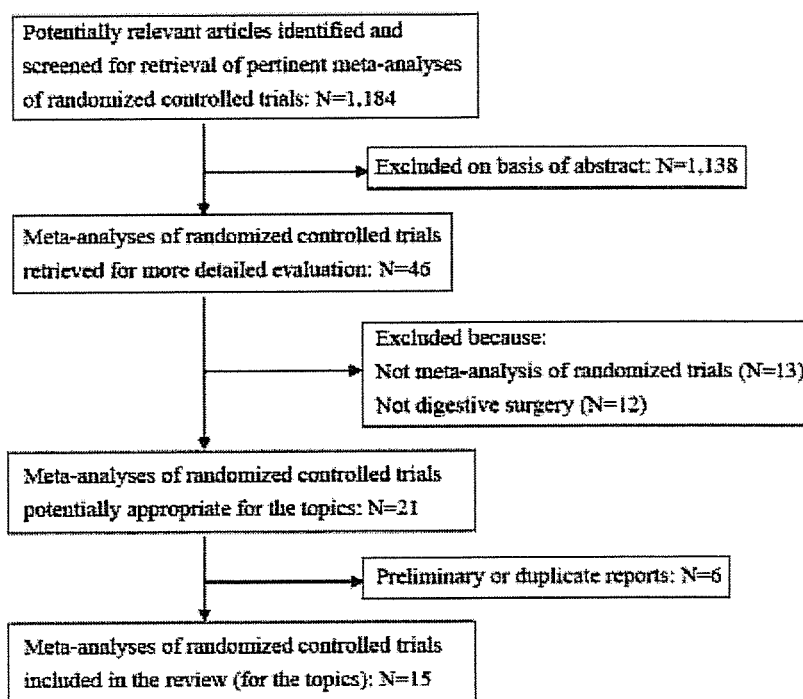 Potentially relevant articles identified and
screened for retrieval of pertinent meta-analyses
of randomized controlled trials: N=1,184
Excluded on basis of abstract: N=1,138
Meta-analyses of randomized controlled trials
retrieved for more detailed evaluation: N=46
Excluded because:
Not meta-analysis of randomized trials (N=13)
Not digestive surgery (N=12)
Meta-analyses of randomized controlled trials
potentially appropriate for the topics: N=21
Preliminary or duplicate reports: N=6
Meta-analyses of randomized controlled trials
included in the review (for the topics): N=15